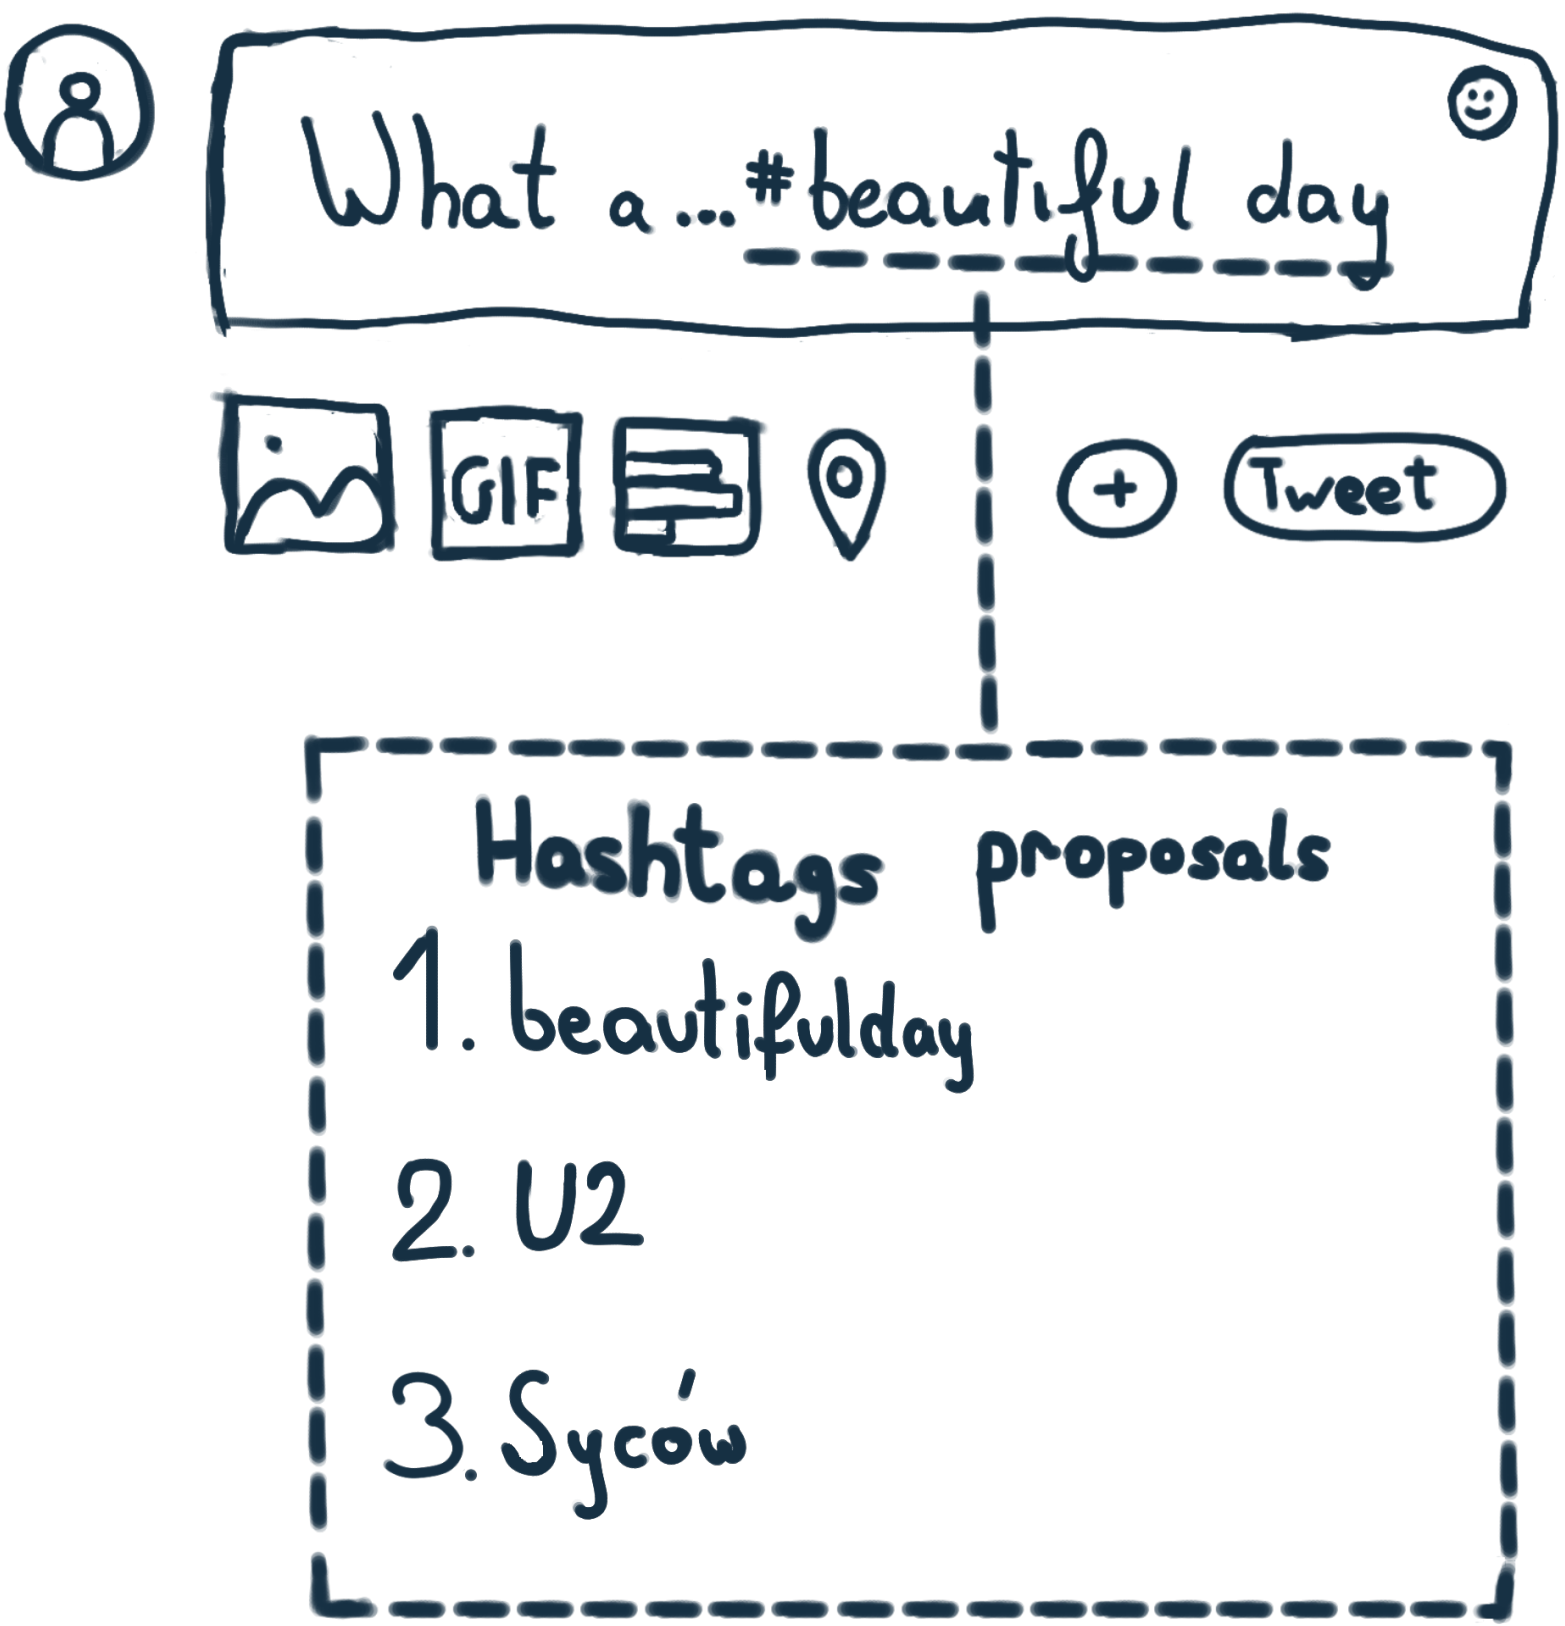 What a...#beautiful day
GIF
+ Tweet
Hashtags proposals
1. beautifulday
2. U2
3. Syców